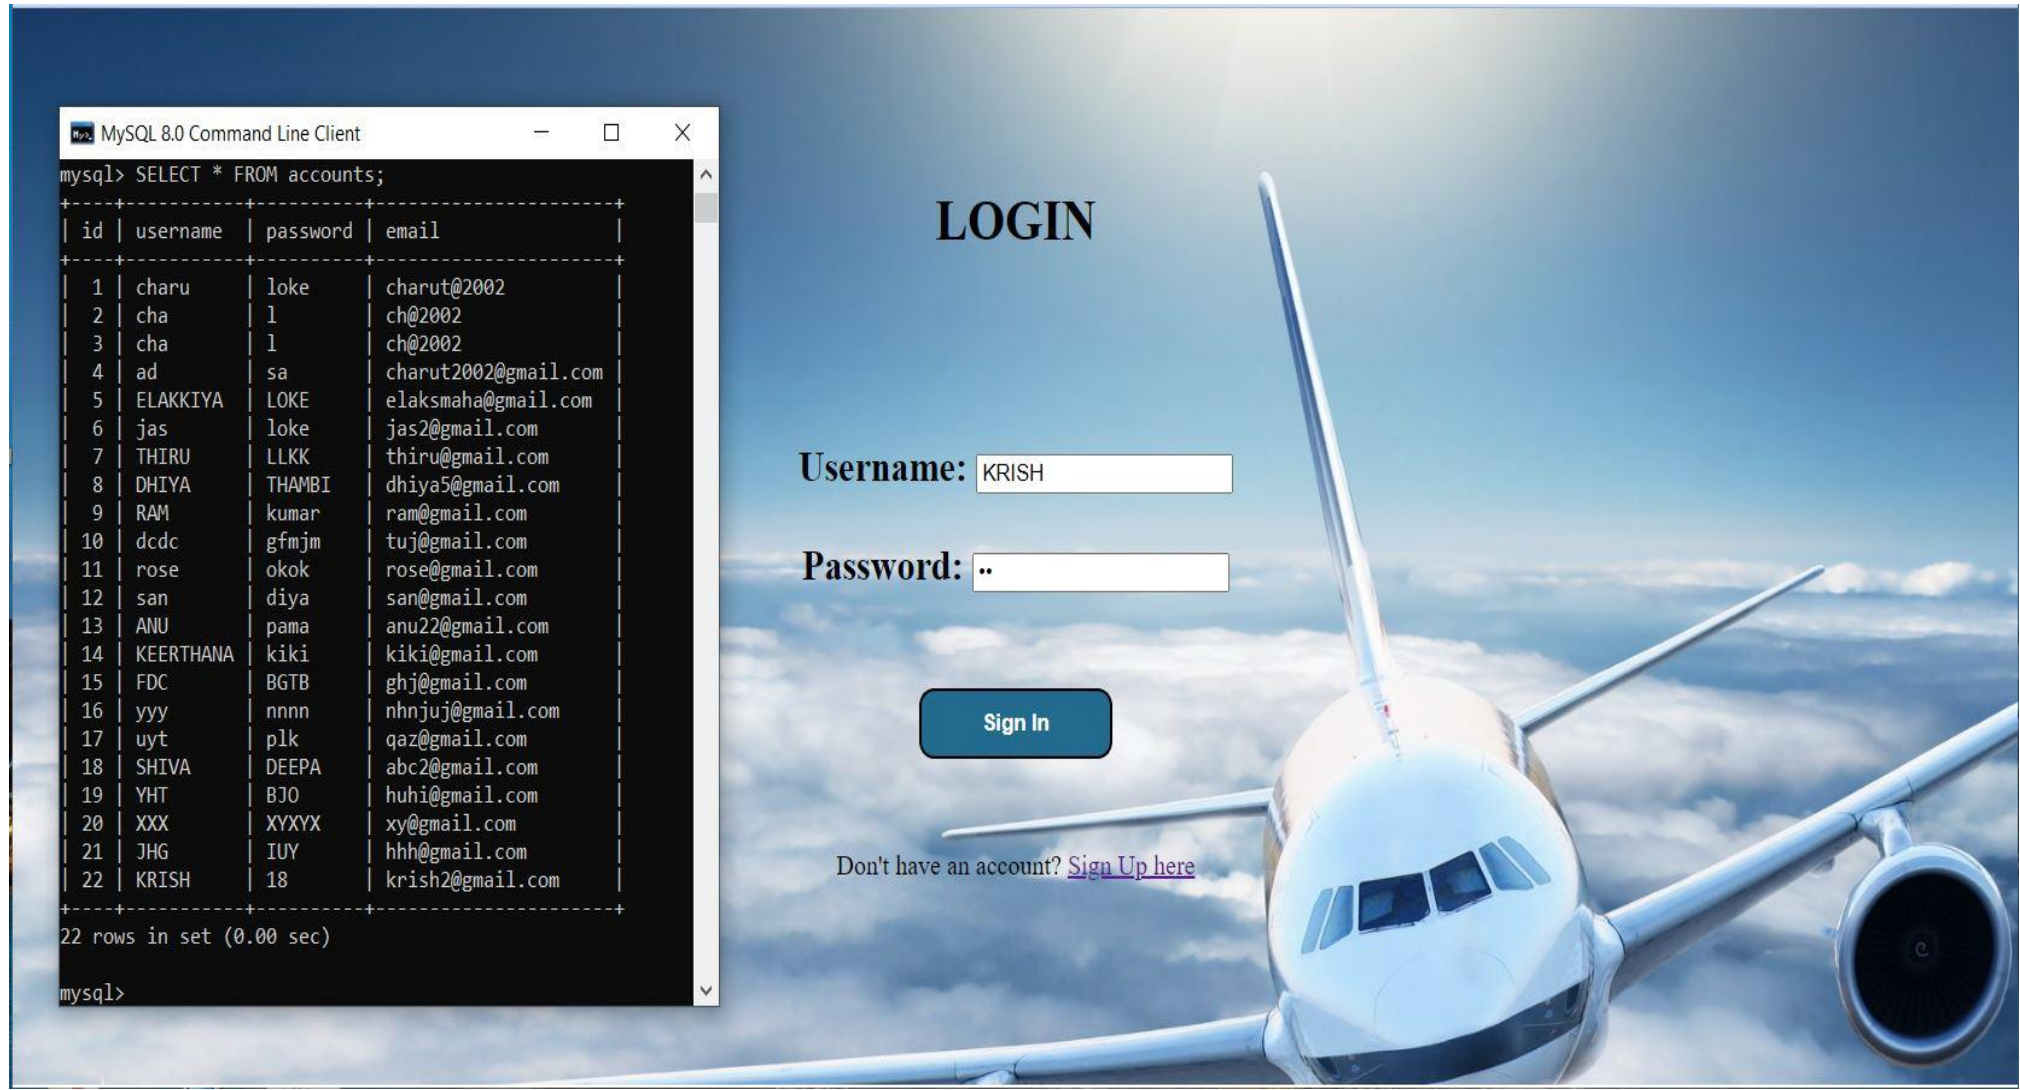 MySQL 8.0 Command Line Client
mysql> SELECT * FROM accounts;
+----+-----------+----------+----------------------+
| id | username | password | email |
+----+-----------+----------+----------------------+
| 1 | charu | loke | charut@2002 |
| 2 | cha | l | ch@2002 |
| 3 | cha | l | ch@2002 |
| 4 | ad | sa | charut2002@gmail.com |
| 5 | ELAKKIYA | LOKE | elaksmaha@gmail.com |
| 6 | jas | loke | jas2@gmail.com |
| 7 | THIRU | LLKK | thiru@gmail.com |
| 8 | DHIYA | THAMBI | dhiya5@gmail.com |
| 9 | RAM | kumar | ram@gmail.com |
| 10 | dcdc | gfmjm | tuj@gmail.com |
| 11 | rose | okok | rose@gmail.com |
| 12 | san | diya | san@gmail.com |
| 13 | ANU | pama | anu22@gmail.com |
| 14 | KEERTHANA | kiki | kiki@gmail.com |
| 15 | FDC | BGTB | ghj@gmail.com |
| 16 | yyy | nnnn | nhnjuj@gmail.com |
| 17 | uyt | plk | qaz@gmail.com |
| 18 | SHIVA | DEEPA | abc2@gmail.com |
| 19 | YHT | BJO | huhi@gmail.com |
| 20 | XXX | XYXYX | xy@gmail.com |
| 21 | JHG | IUY | hhh@gmail.com |
| 22 | KRISH | 18 | krish2@gmail.com |
+----+-----------+----------+----------------------+
22 rows in set (0.00 sec)
mysql>
LOGIN
Username: KRISH
Password: ••
Sign In
Don't have an account? Sign Up here